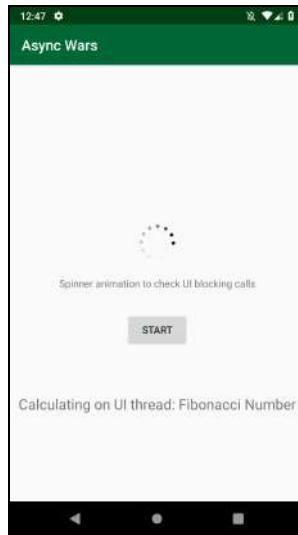 12:47
Async Wars
Spinner animation to check UI blocking calls
START
Calculating on UI thread: Fibonacci Number